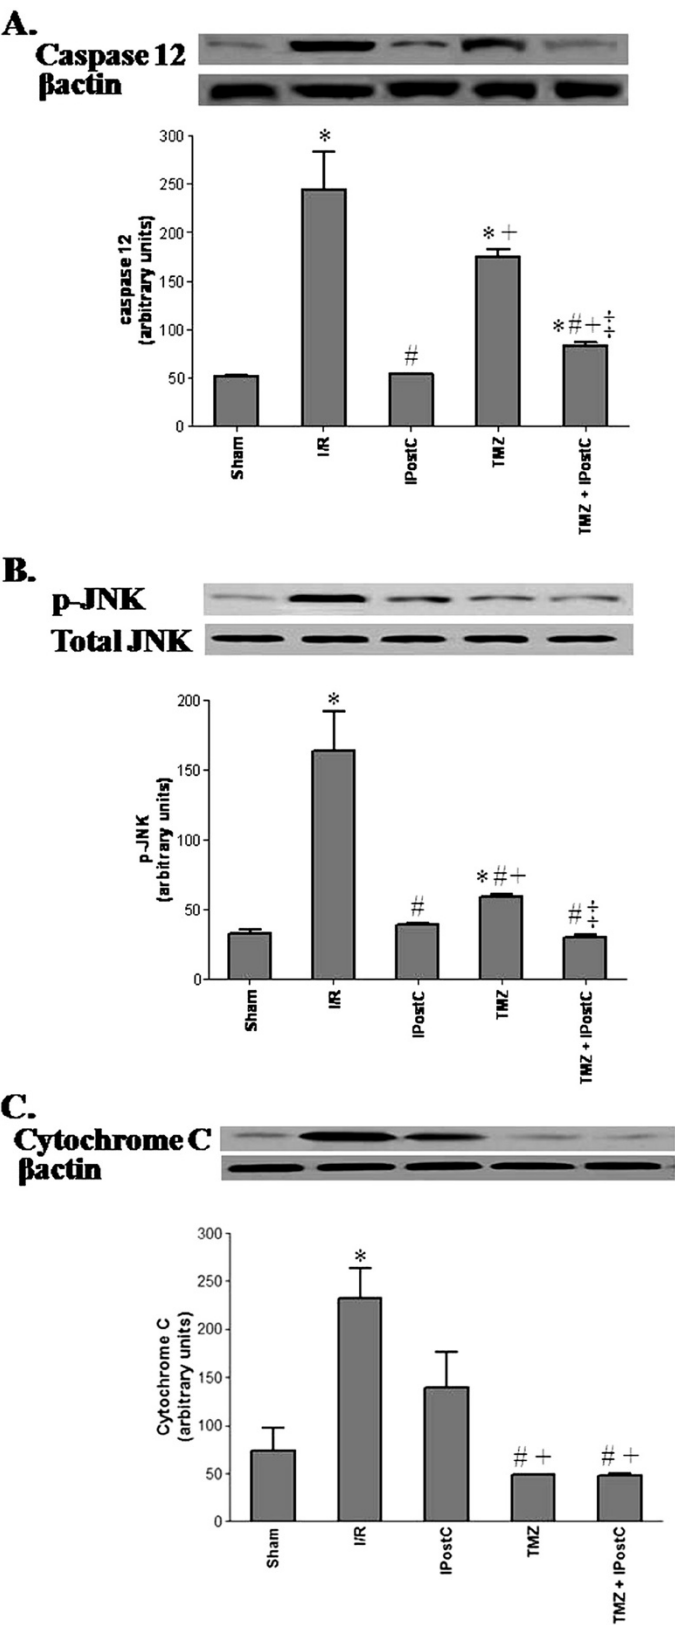 A.
Caspase 12
βactin
300
250
200
150
100
50
0
caspase 12
(arbitrary units)
*
#
* +
*#+‡
Sham
I/R
IPostC
TMZ
TMZ + IPostC
B.
p-JNK
Total JNK
200
150
100
50
0
p-JNK
(arbitrary units)
*
#
*#+
#‡
Sham
I/R
IPostC
TMZ
TMZ + IPostC
C.
Cytochrome C
βactin
300
250
200
150
100
50
0
Cytochrome C
(arbitrary units)
*
# +
# +
Sham
I/R
IPostC
TMZ
TMZ + IPostC